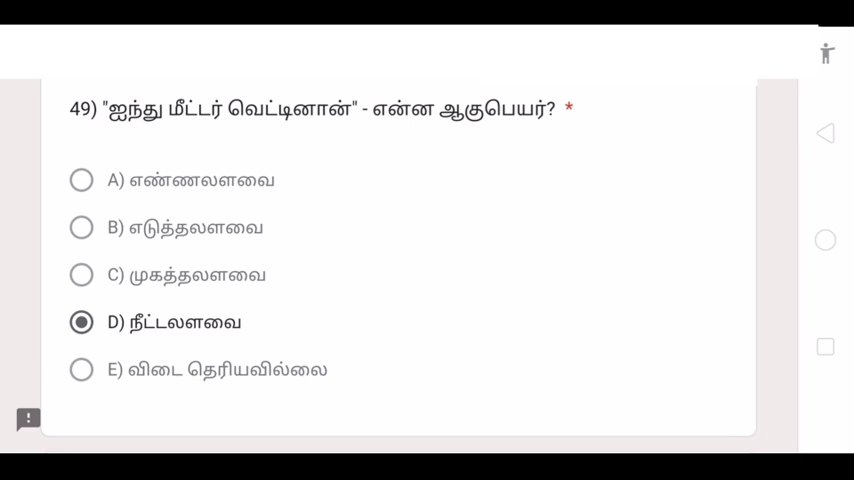 49) "ஐந்து மீட்டர் வெட்டினான்" - என்ன ஆகுபெயர்? *
A) எண்ணலளவை
B) எடுத்தலளவை
C) முகத்தலளவை
D) நீட்டலளவை
E) விடை தெரியவில்லை